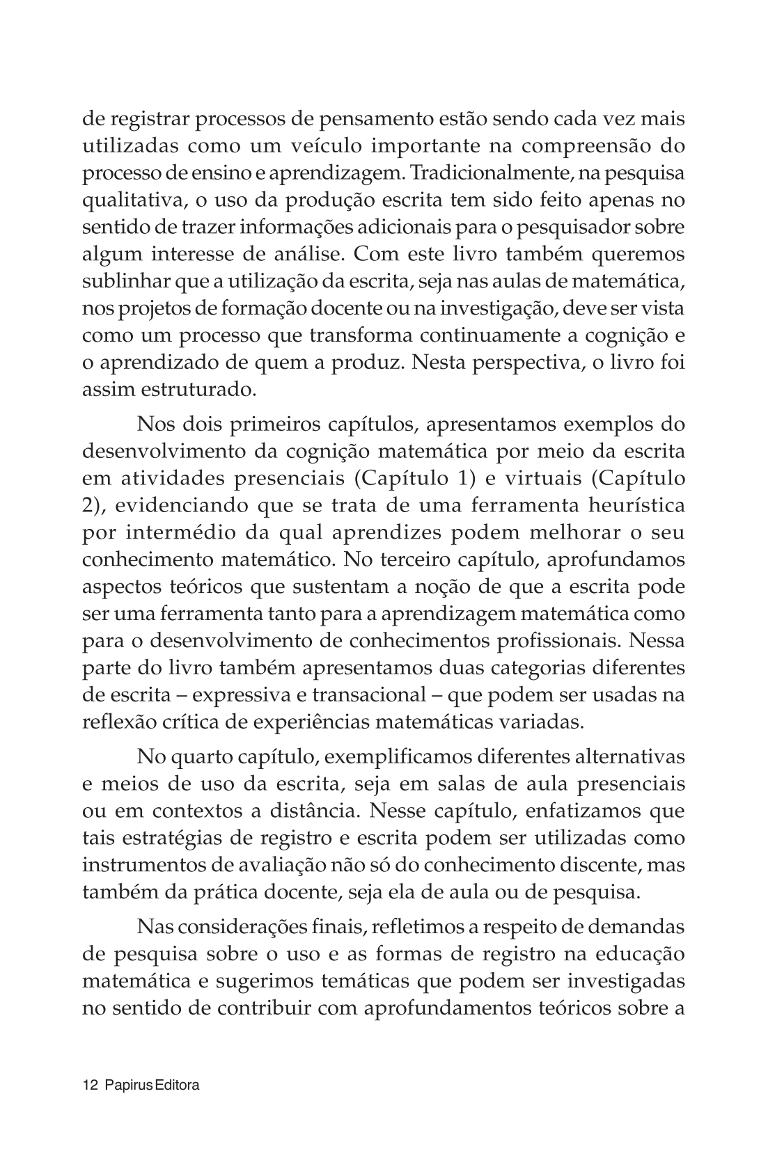 de registrar processos de pensamento estão sendo cada vez mais
utilizadas como um veículo importante na compreensão do
processo de ensino e aprendizagem. Tradicionalmente, na pesquisa
qualitativa, o uso da produção escrita tem sido feito apenas no
sentido de trazer informações adicionais para o pesquisador sobre
algum interesse de análise. Com este livro também queremos
sublinhar que a utilização da escrita, seja nas aulas de matemática,
nos projetos de formação docente ou na investigação, deve ser vista
como um processo que transforma continuamente a cognição e
o aprendizado de quem a produz. Nesta perspectiva, o livro foi
assim estruturado.
Nos dois primeiros capítulos, apresentamos exemplos do
desenvolvimento da cognição matemática por meio da escrita
em atividades presenciais (Capítulo 1) e virtuais (Capítulo
2), evidenciando que se trata de uma ferramenta heurística
por intermédio da qual aprendizes podem melhorar o seu
conhecimento matemático. No terceiro capítulo, aprofundamos
aspectos teóricos que sustentam a noção de que a escrita pode
ser uma ferramenta tanto para a aprendizagem matemática como
para o desenvolvimento de conhecimentos profissionais. Nessa
parte do livro também apresentamos duas categorias diferentes
de escrita – expressiva e transacional – que podem ser usadas na
reflexão crítica de experiências matemáticas variadas.
No quarto capítulo, exemplificamos diferentes alternativas
e meios de uso da escrita, seja em salas de aula presenciais
ou em contextos a distância. Nesse capítulo, enfatizamos que
tais estratégias de registro e escrita podem ser utilizadas como
instrumentos de avaliação não só do conhecimento discente, mas
também da prática docente, seja ela de aula ou de pesquisa.
Nas considerações finais, refletimos a respeito de demandas
de pesquisa sobre o uso e as formas de registro na educação
matemática e sugerimos temáticas que podem ser investigadas
no sentido de contribuir com aprofundamentos teóricos sobre a
12 Papirus Editora